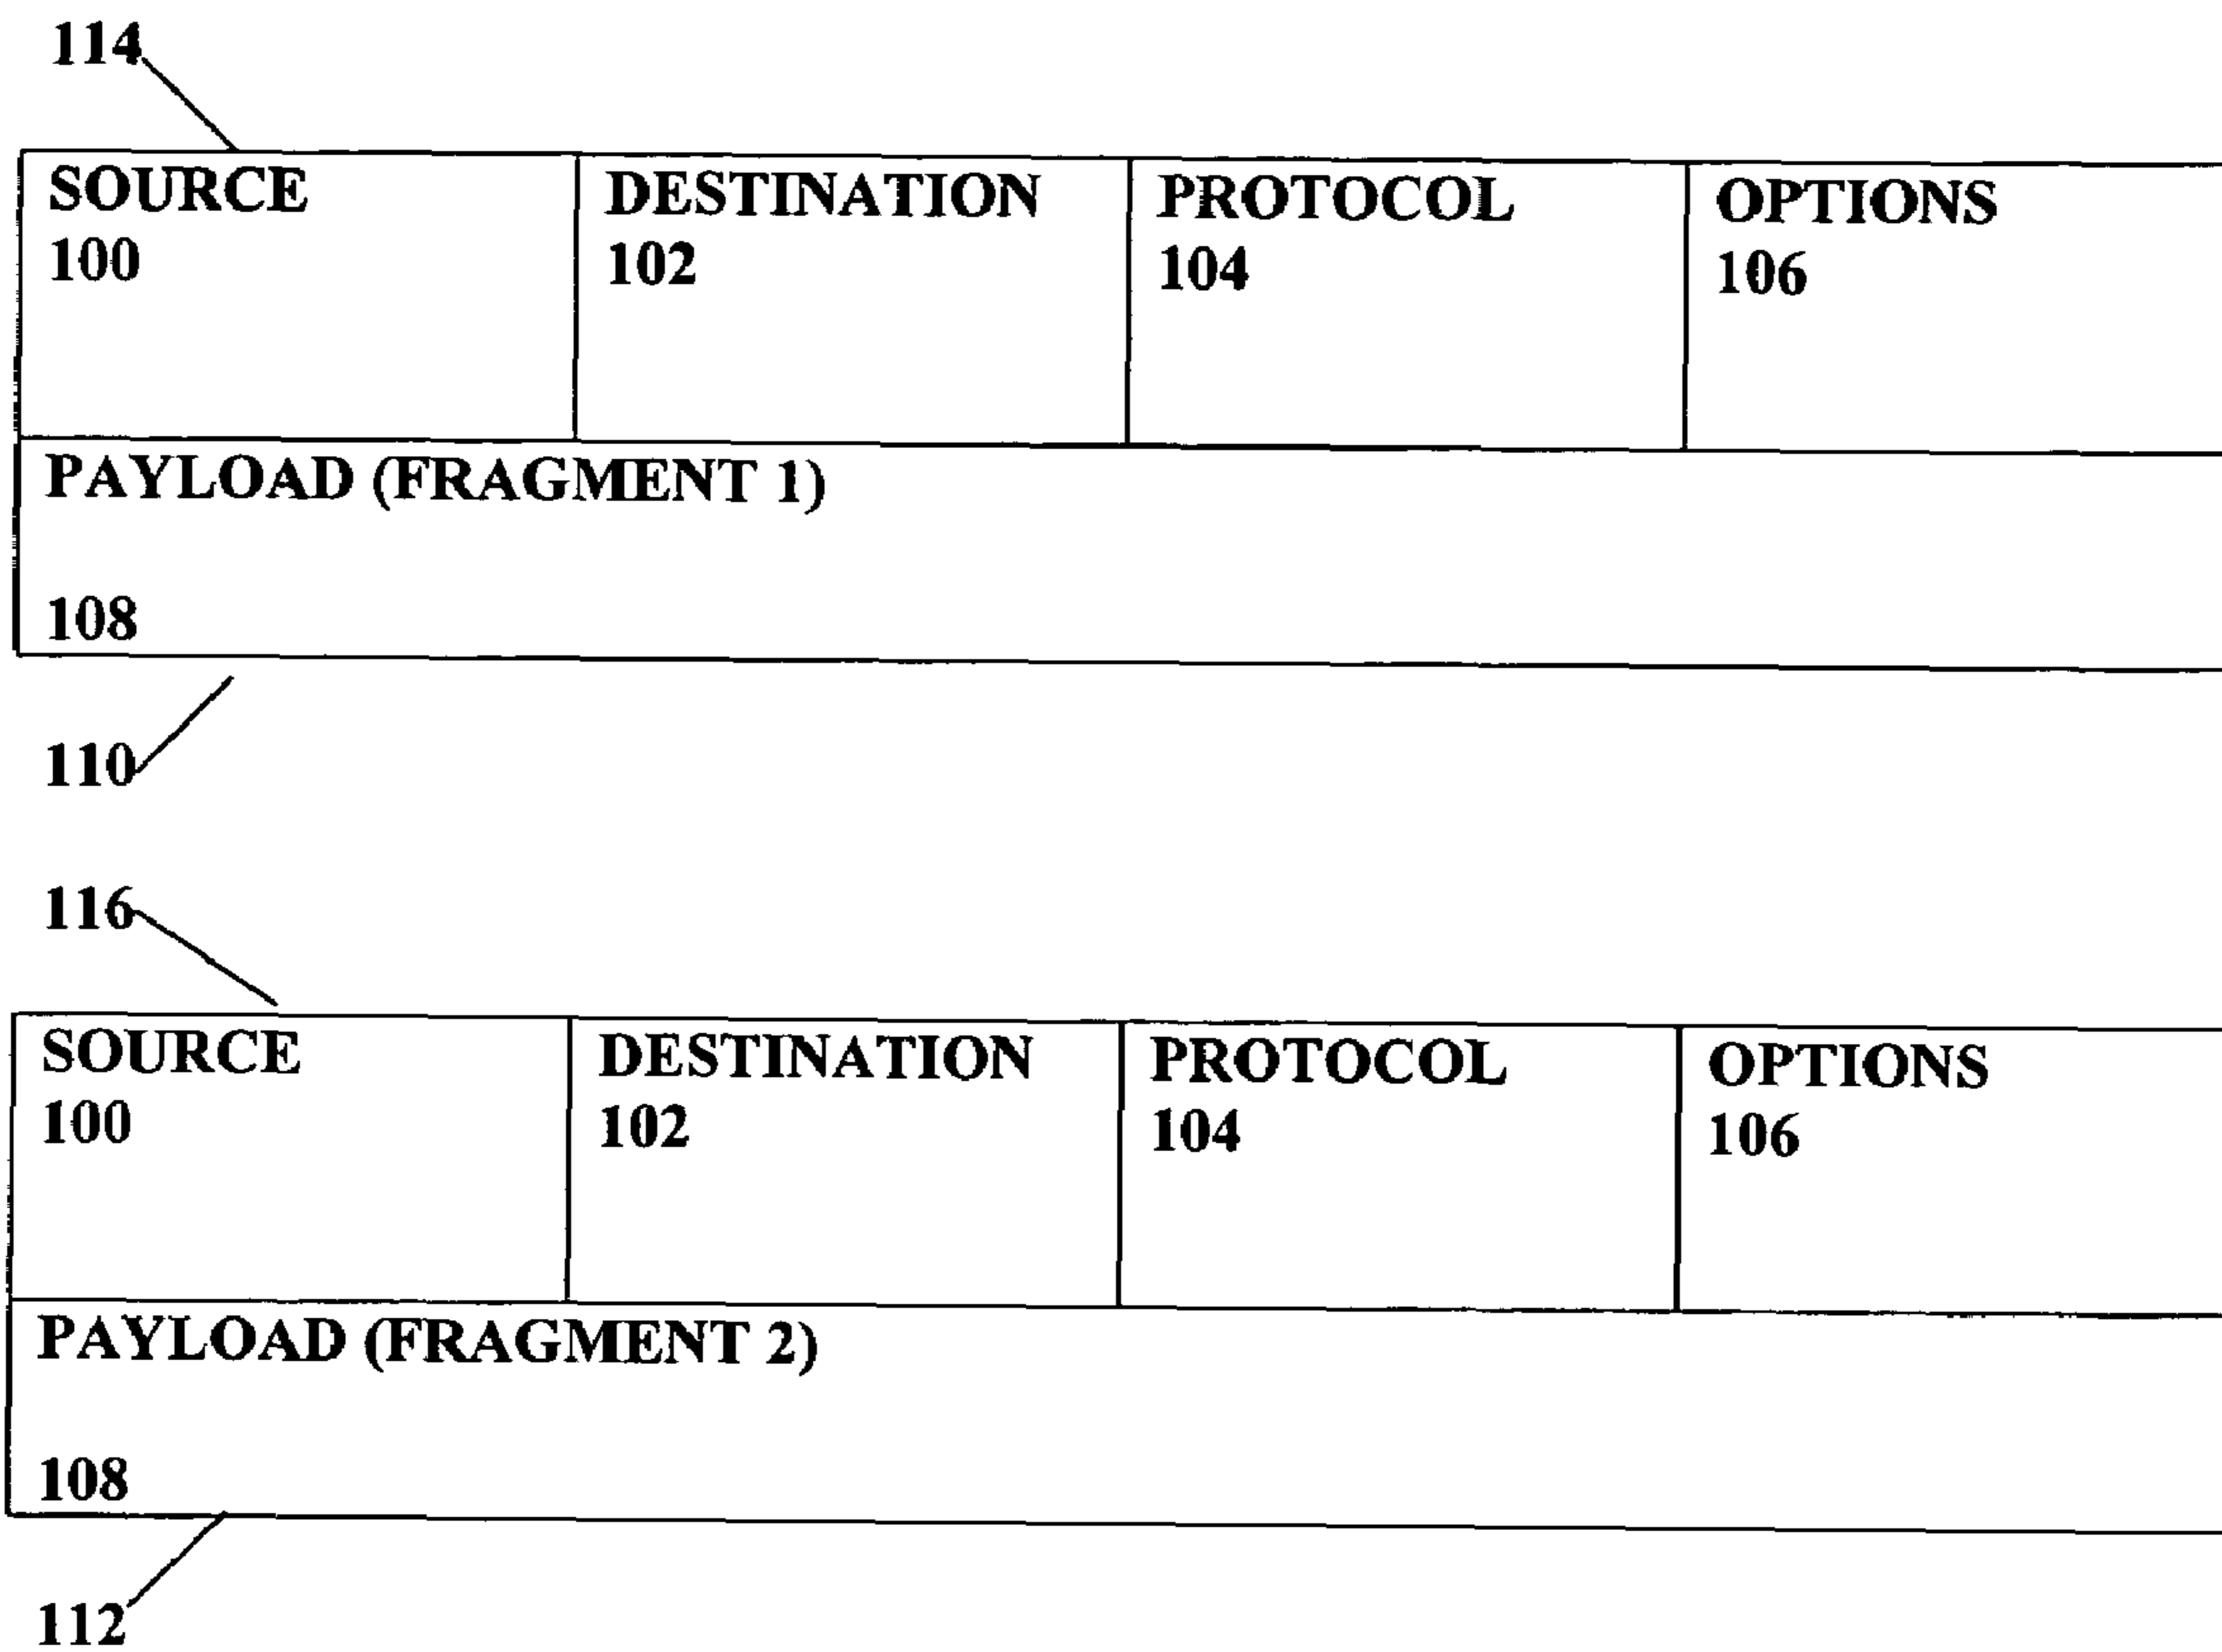 114
SOURCE DESTINATION PROTOCOL OPTIONS
100 102 104 106
PAYLOAD (FRAGMENT 1)
108
110
116
SOURCE DESTINATION PROTOCOL OPTIONS
100 102 104 106
PAYLOAD (FRAGMENT 2)
108
112